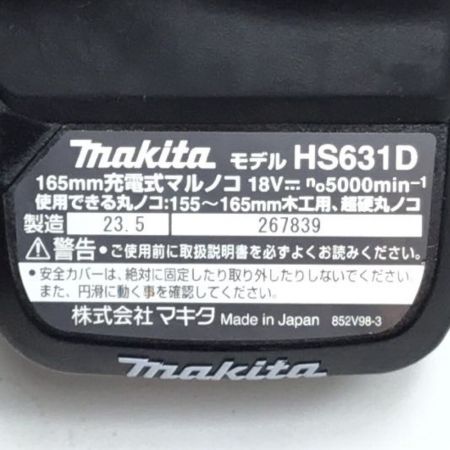 makita モデル HS631D
165mm充電式マルノコ 18V⎓ n₀5000min⁻¹
使用できる丸ノコ:155～165mm木工用、超硬丸ノコ
製造 23.5 267839
⚠警告 • ご使用前に取扱説明書を必ずよくお読みください。
• 安全カバーは、絶対に固定したり取り外したりしないでください
また、円滑に動く事を確認してください。
株式会社マキタ Made in Japan 852V98-3
makita